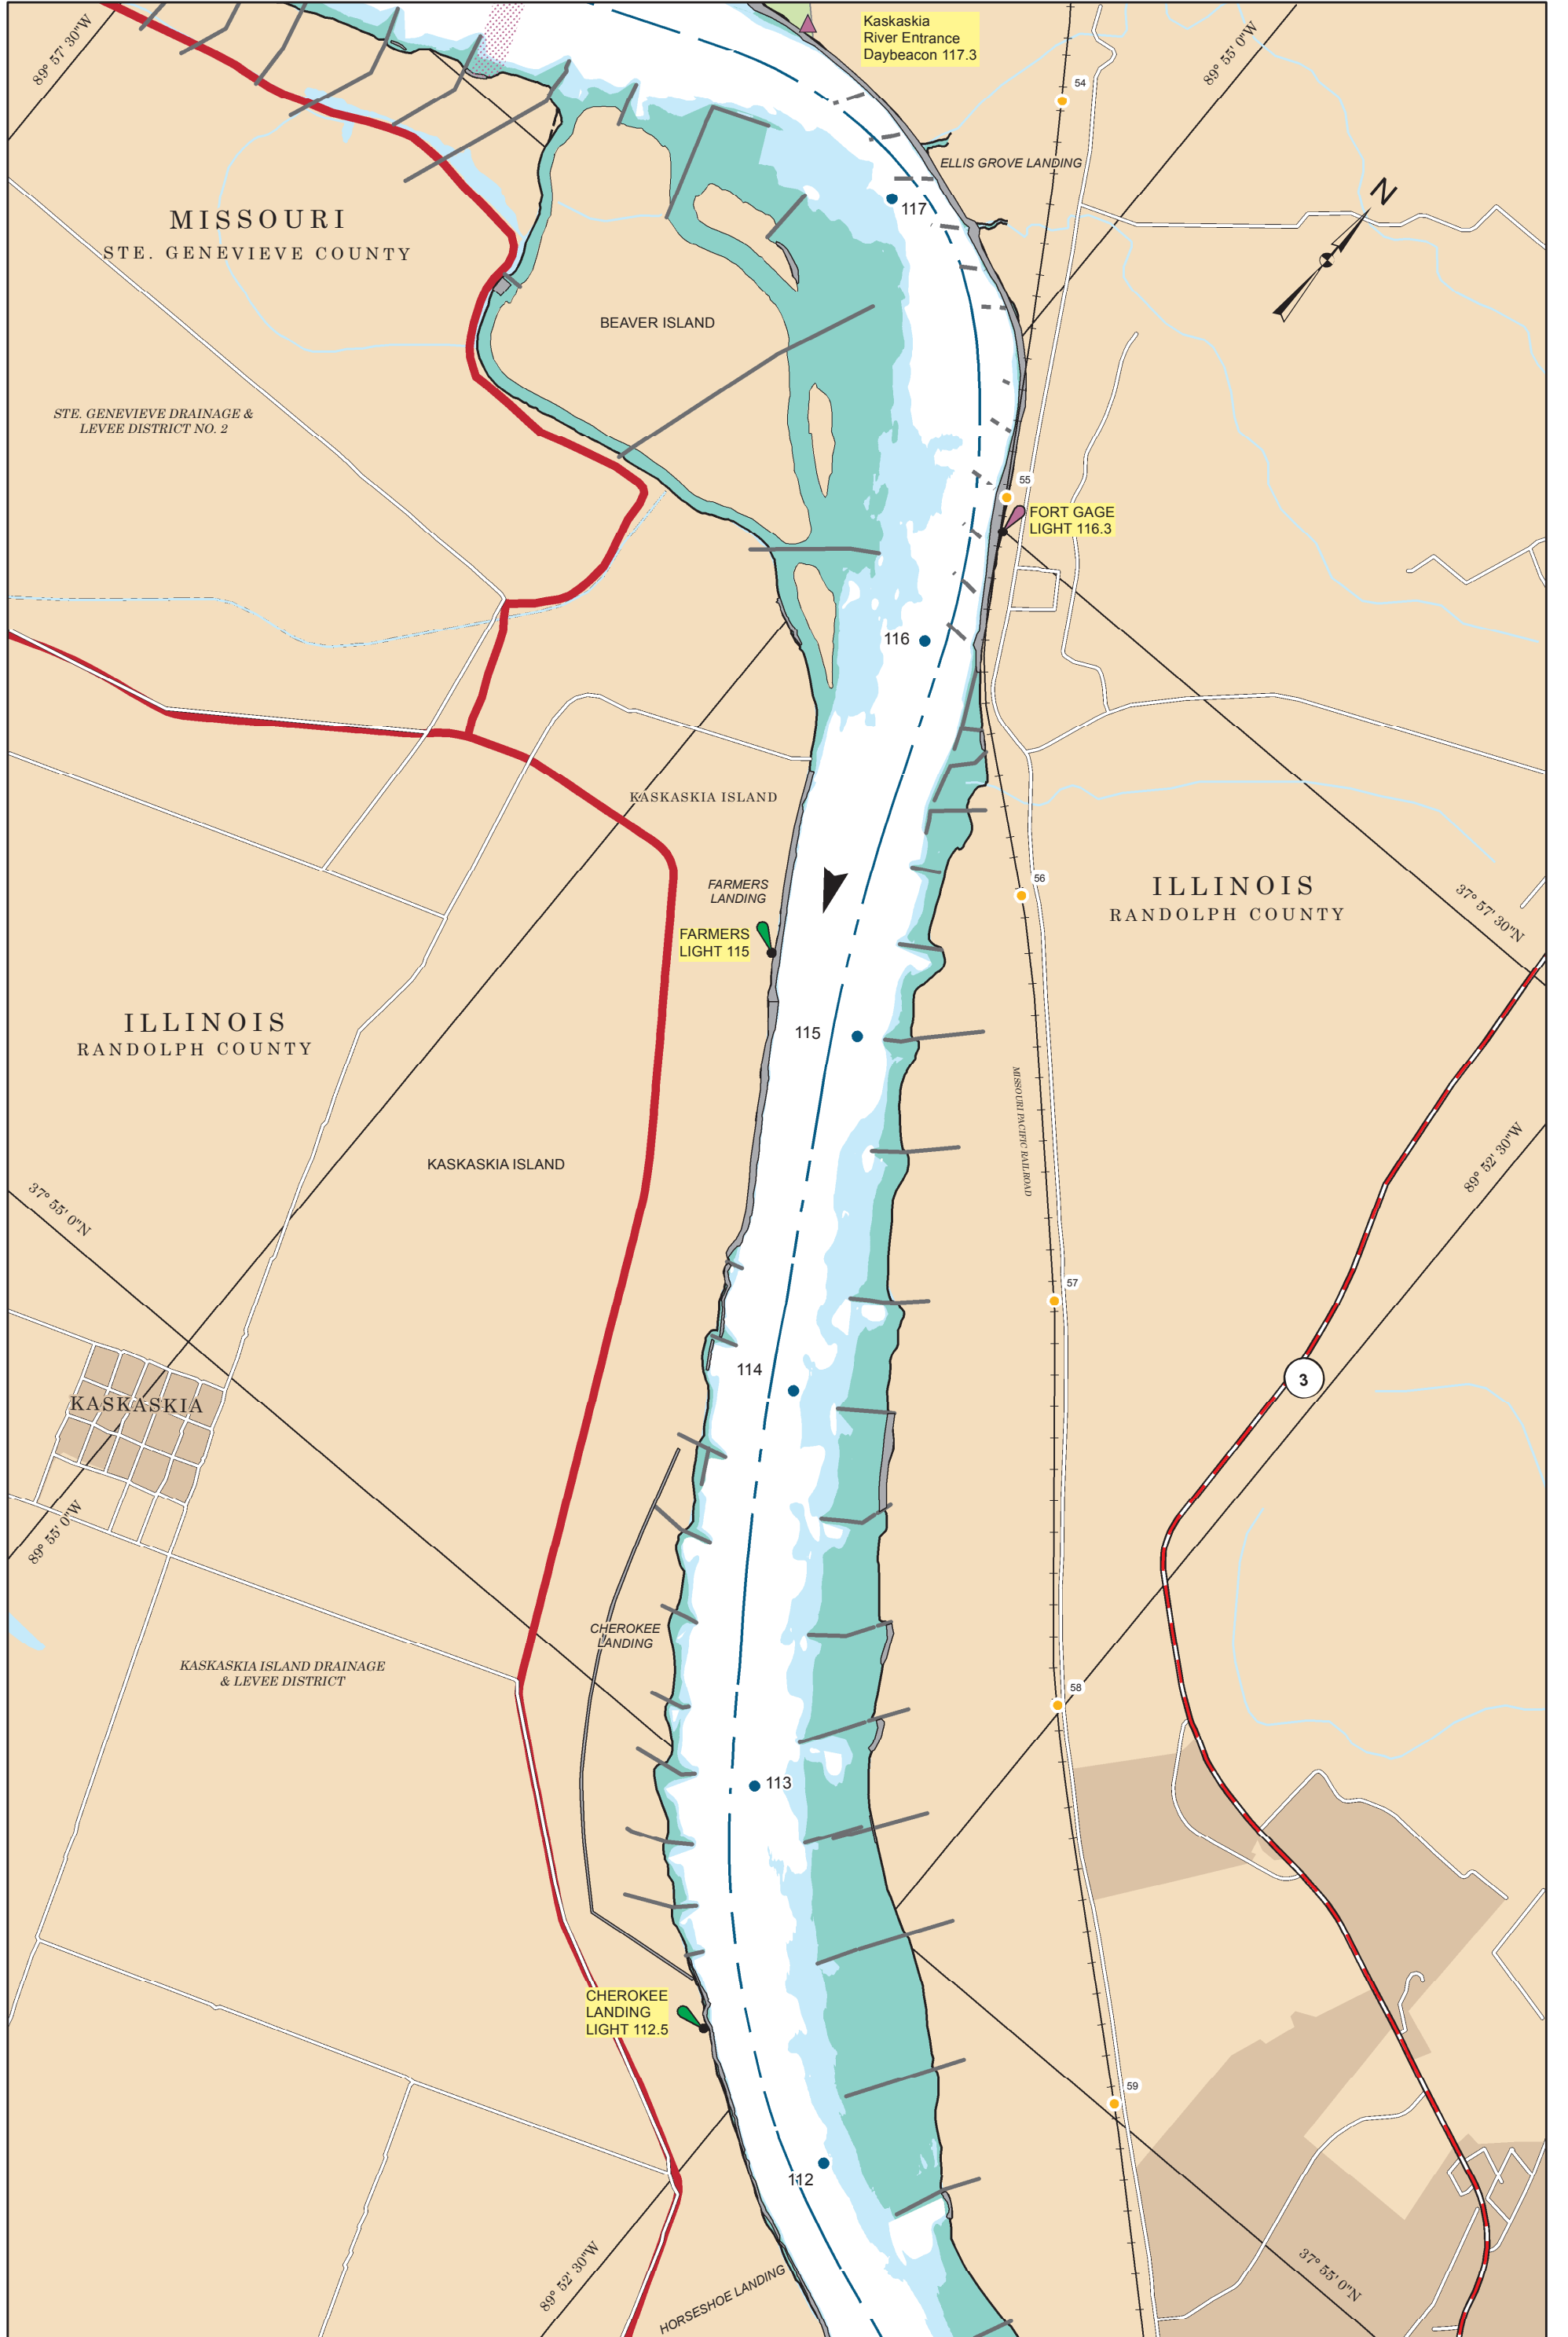 89° 57' 30"W
Kaskaskia
River Entrance
Daybeacon 117.3
89° 55' 0"W
54
ELLIS GROVE LANDING
N
117
MISSOURI
STE. GENEVIEVE COUNTY
BEAVER ISLAND
STE. GENEVIEVE DRAINAGE &
LEVEE DISTRICT NO. 2
55
FORT GAGE
LIGHT 116.3
116
KASKASKIA ISLAND
FARMERS
LANDING
56
ILLINOIS
RANDOLPH COUNTY
37° 57' 30"N
FARMERS
LIGHT 115
ILLINOIS
RANDOLPH COUNTY
115
MISSOURI PACIFIC RAILROAD
89° 52' 30"W
KASKASKIA ISLAND
37° 55' 0"N
57
114
3
KASKASKIA
89° 55' 0"W
CHEROKEE
LANDING
KASKASKIA ISLAND DRAINAGE
& LEVEE DISTRICT
58
113
CHEROKEE
LANDING
LIGHT 112.5
59
112
89° 52' 30"W
HORSESHOE LANDING
37° 55' 0"N